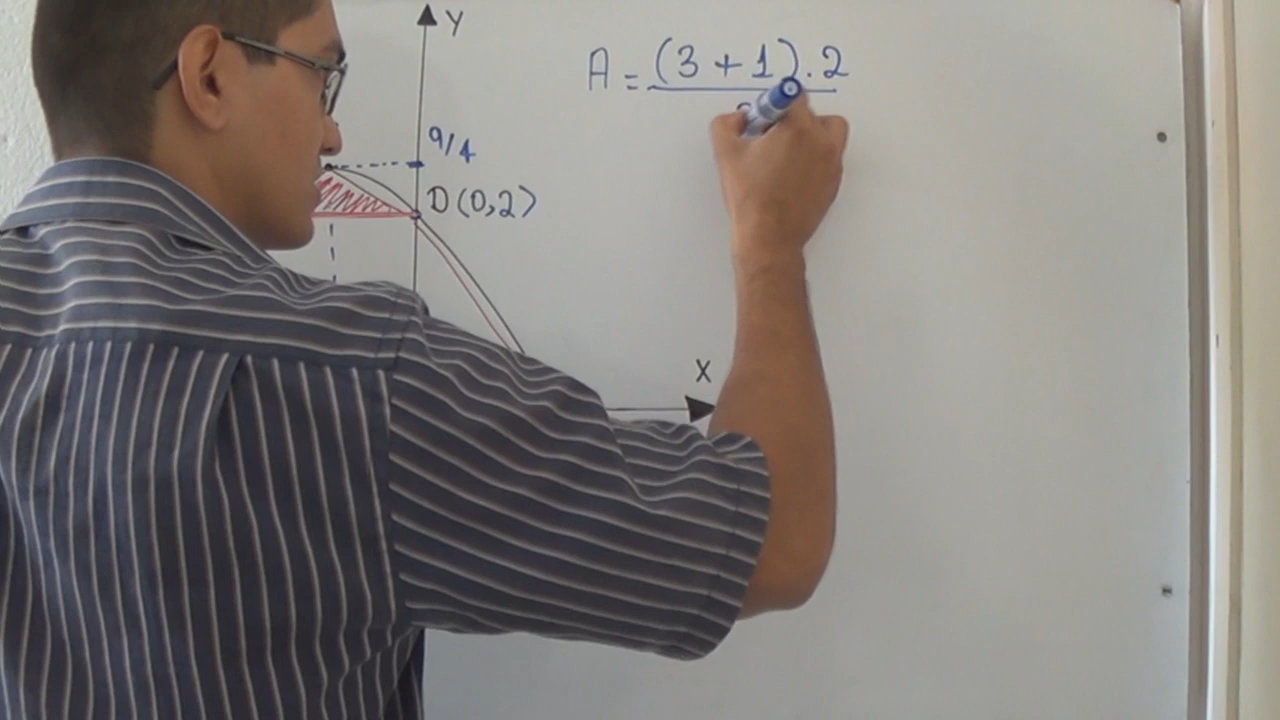 Y
A = (3 + 1) . 2
9/4
D(0,2)
X